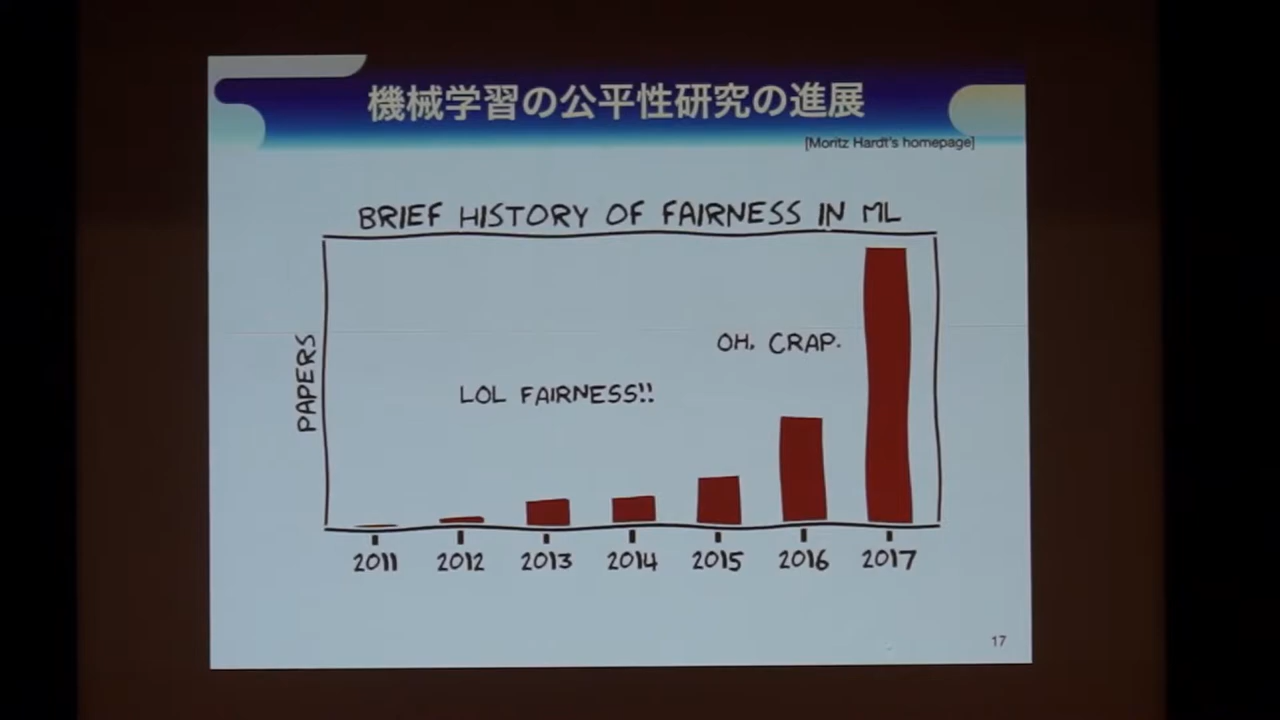 機械学習の公平性研究の進展
[Moritz Hardt's homepage]
BRIEF HISTORY OF FAIRNESS IN ML
PAPERS
OH, CRAP.
LOL FAIRNESS!!
2011 2012 2013 2014 2015 2016 2017
17